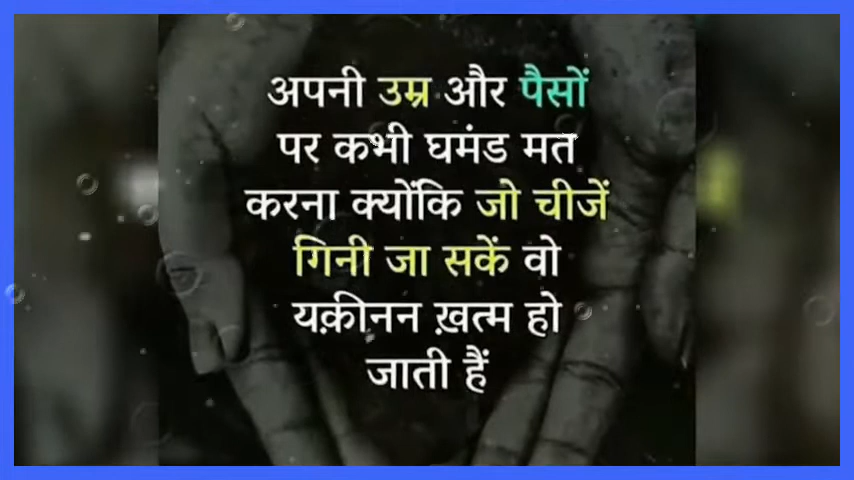 अपनी उम्र और पैसों
पर कभी घमंड मत
करना क्योंकि जो चीजें
गिनी जा सकें वो
यक़ीनन ख़त्म हो
जाती हैं